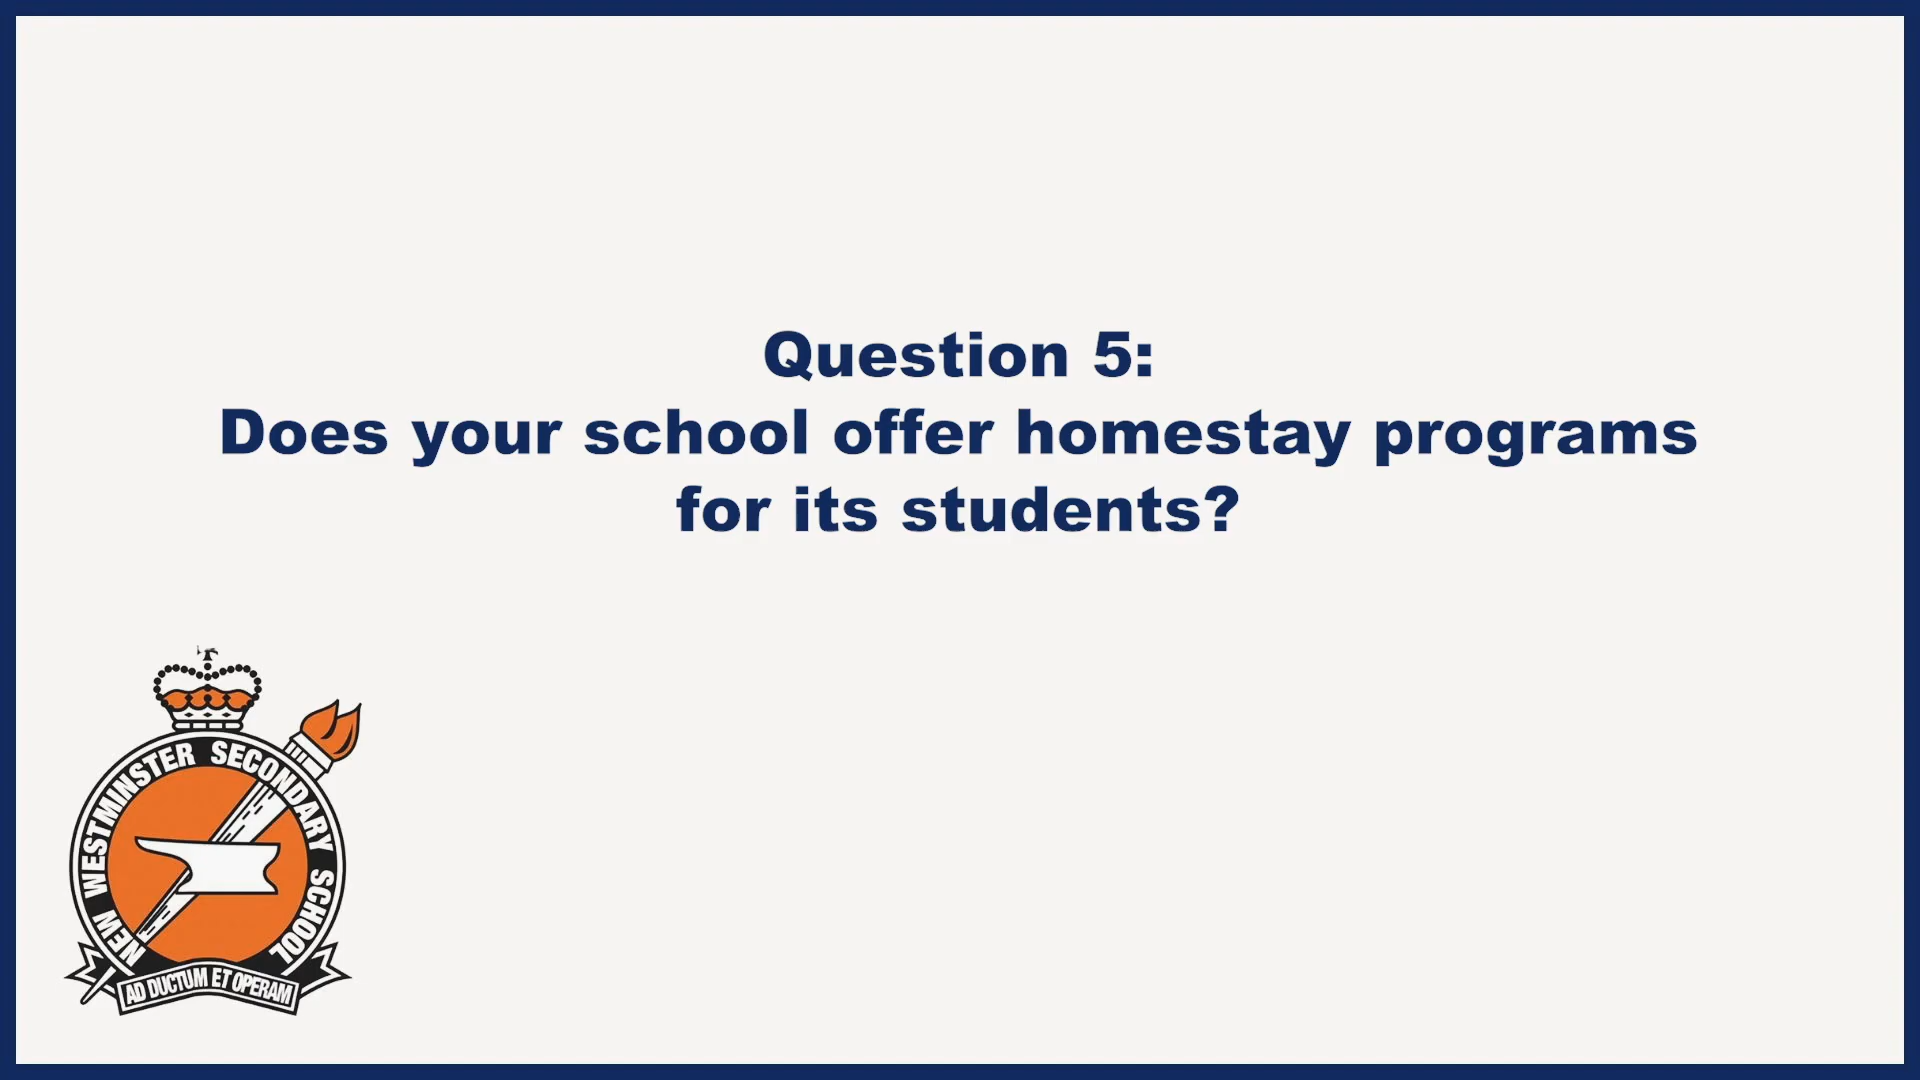 Question 5:
Does your school offer homestay programs
for its students?
NEW WESTMINSTER SECONDARY SCHOOL
AD DUCTUM ET OPERAM